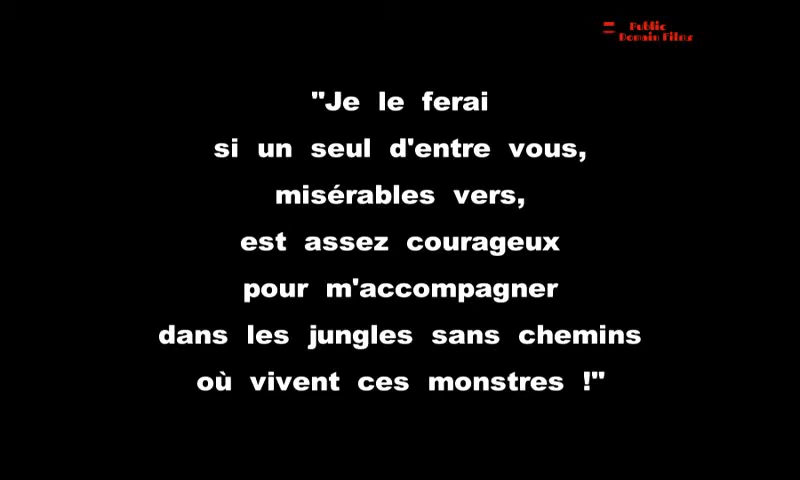 Public
Domain Films
"Je le ferai
si un seul d'entre vous,
misérables vers,
est assez courageux
pour m'accompagner
dans les jungles sans chemins
où vivent ces monstres !"